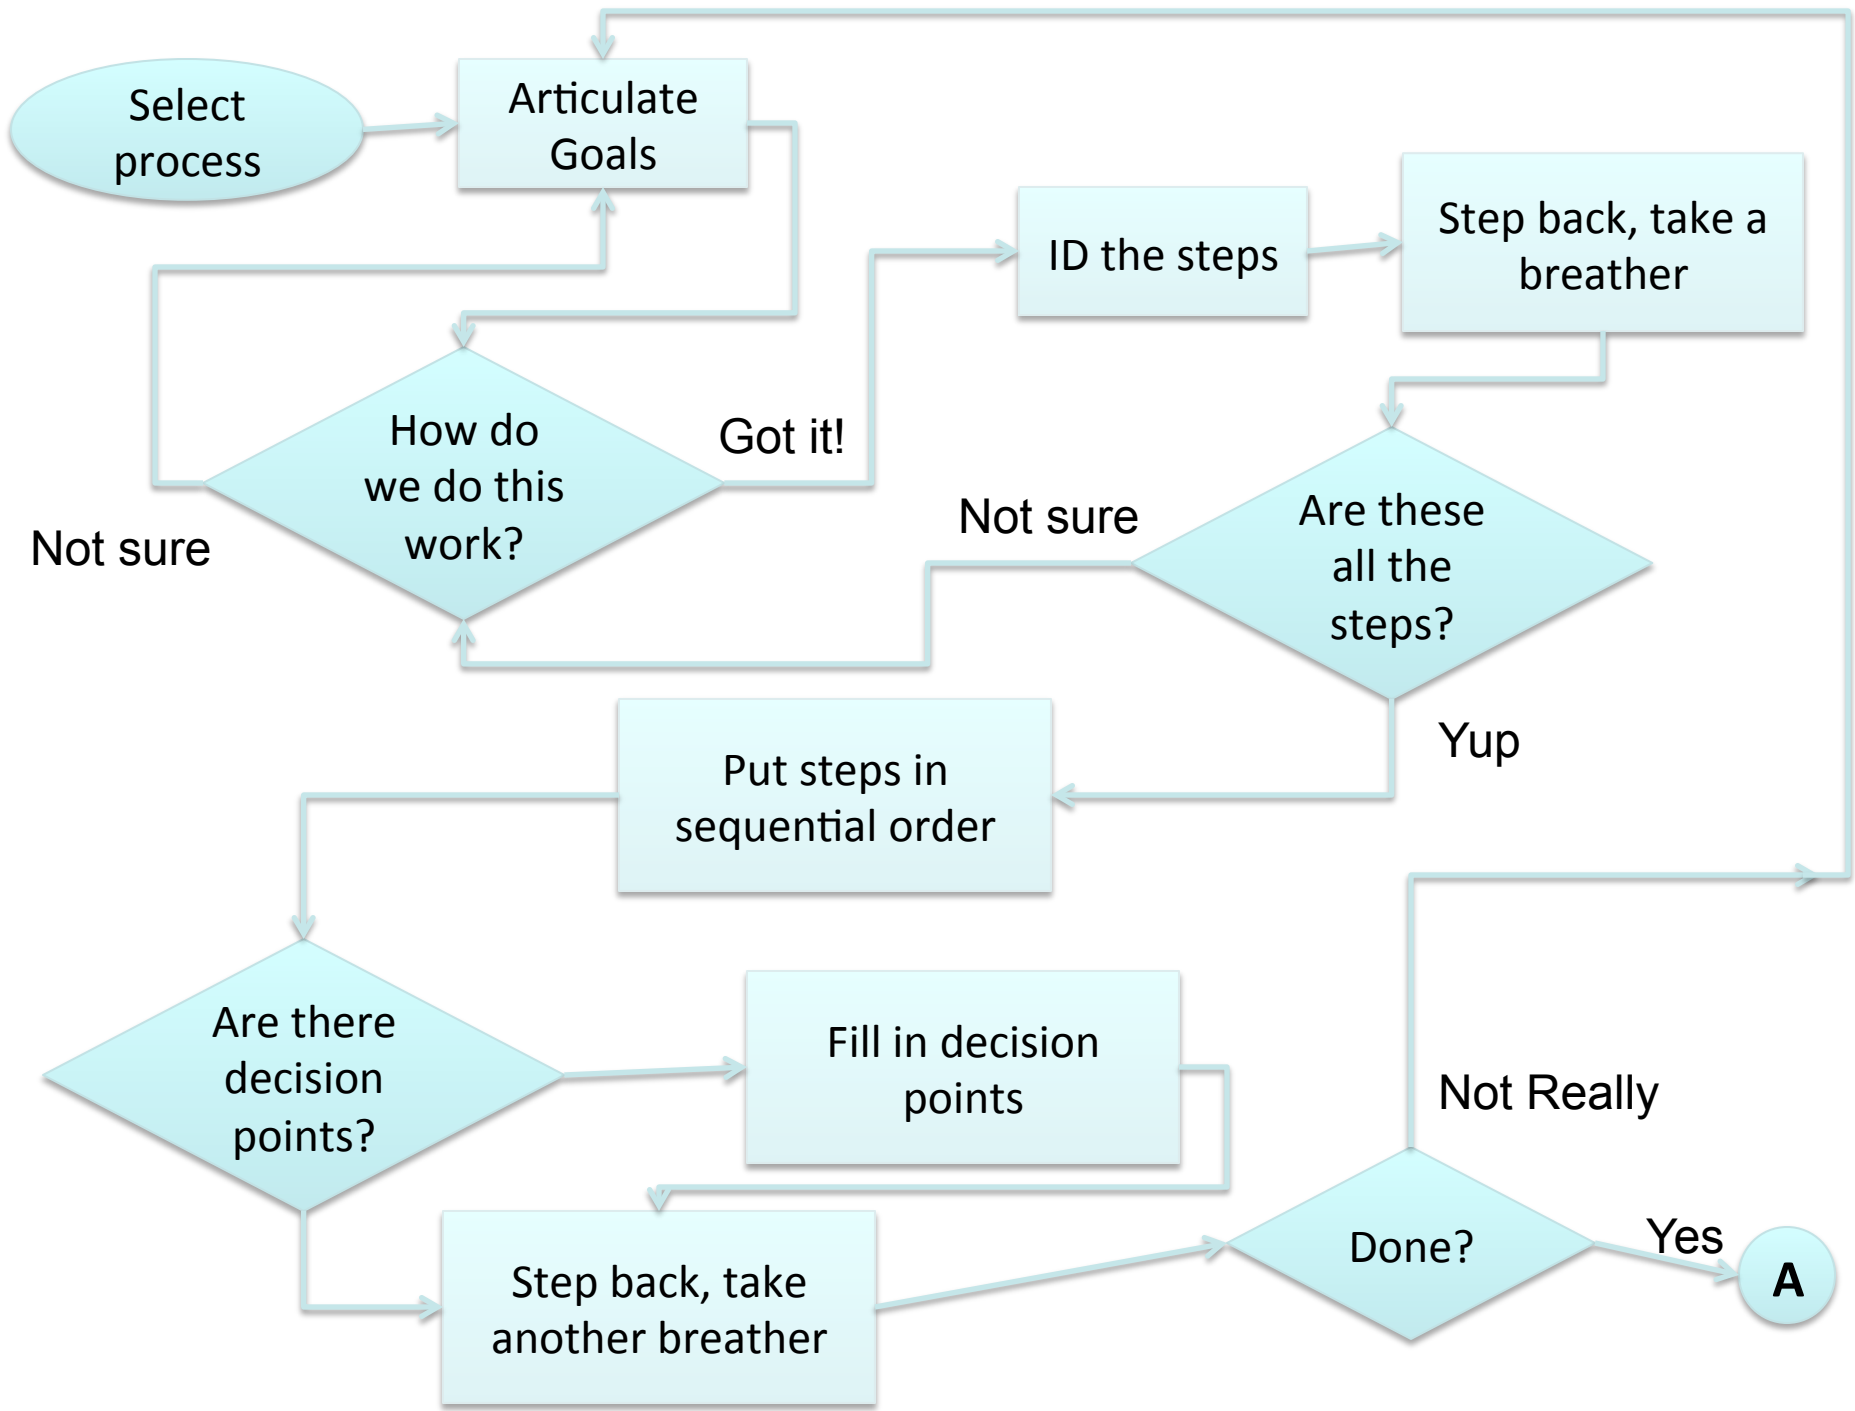 Select
process
Articulate
Goals
ID the steps
Step back, take a
breather
How do
we do this
work?
Got it!
Not sure
Not sure
Are these
all the
steps?
Yup
Put steps in
sequential order
Are there
decision
points?
Fill in decision
points
Not Really
Step back, take
another breather
Done?
Yes
A